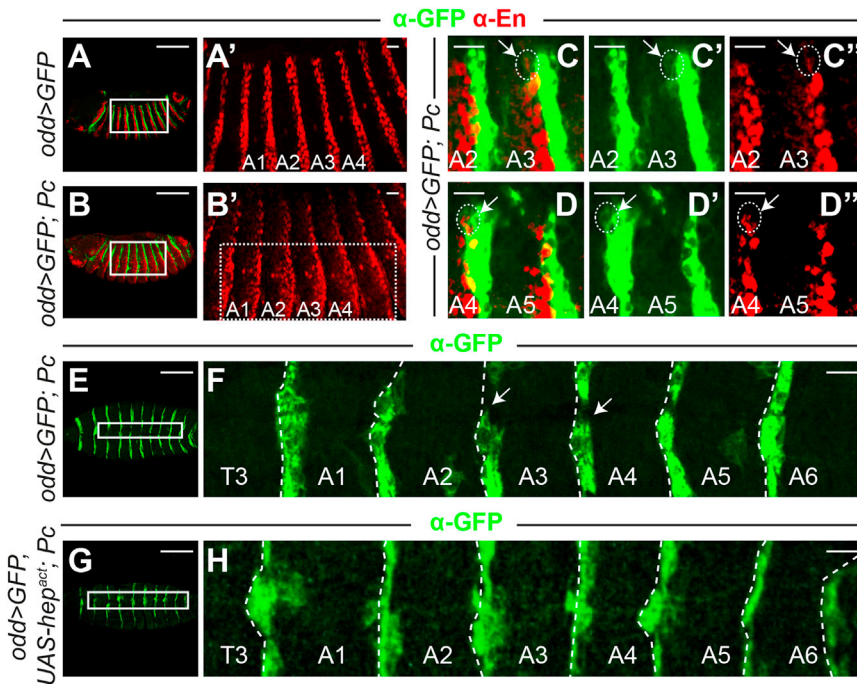 α-GFP α-En
odd>GFP
A
A'
A1 A2 A3 A4
odd>GFP; Pc
B
B'
A1 A2 A3 A4
odd>GFP; Pc
C
A2 A3
C'
A2 A3
C"
A2 A3
D
A4 A5
D'
A4 A5
D"
A4 A5
α-GFP
odd>GFP; Pc
E
F
T3 A1 A2 A3 A4 A5 A6
α-GFP
odd>GFP,
UAS-hepact; Pc
G
H
T3 A1 A2 A3 A4 A5 A6